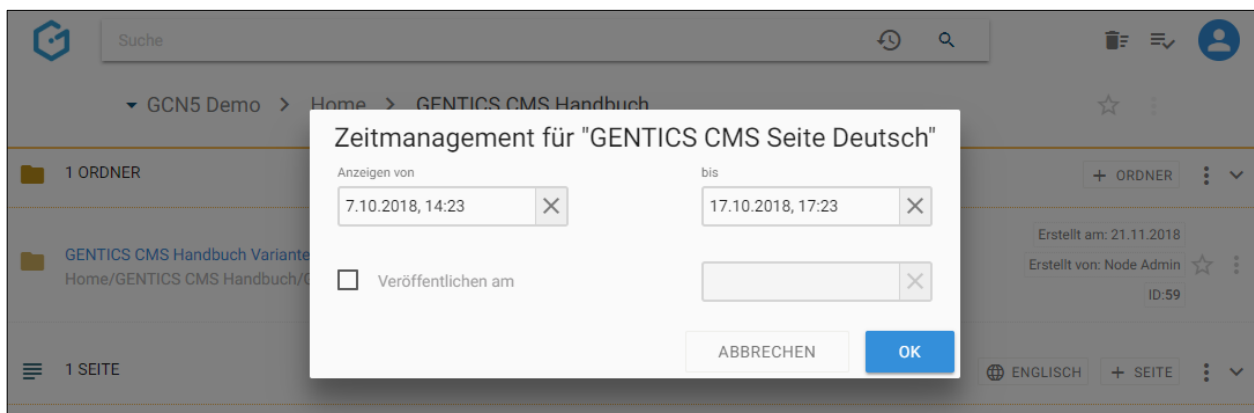 Suche
GCN5 Demo > Home > GENTICS CMS Handbuch
Zeitmanagement für "GENTICS CMS Seite Deutsch"
Anzeigen von bis
7.10.2018, 14:23 17.10.2018, 17:23
Veröffentlichen am
ABBRECHEN OK
1 ORDNER + ORDNER
GENTICS CMS Handbuch Variante
Home/GENTICS CMS Handbuch/
Erstellt am: 21.11.2018
Erstellt von: Node Admin
ID:59
1 SEITE ENGLISCH + SEITE